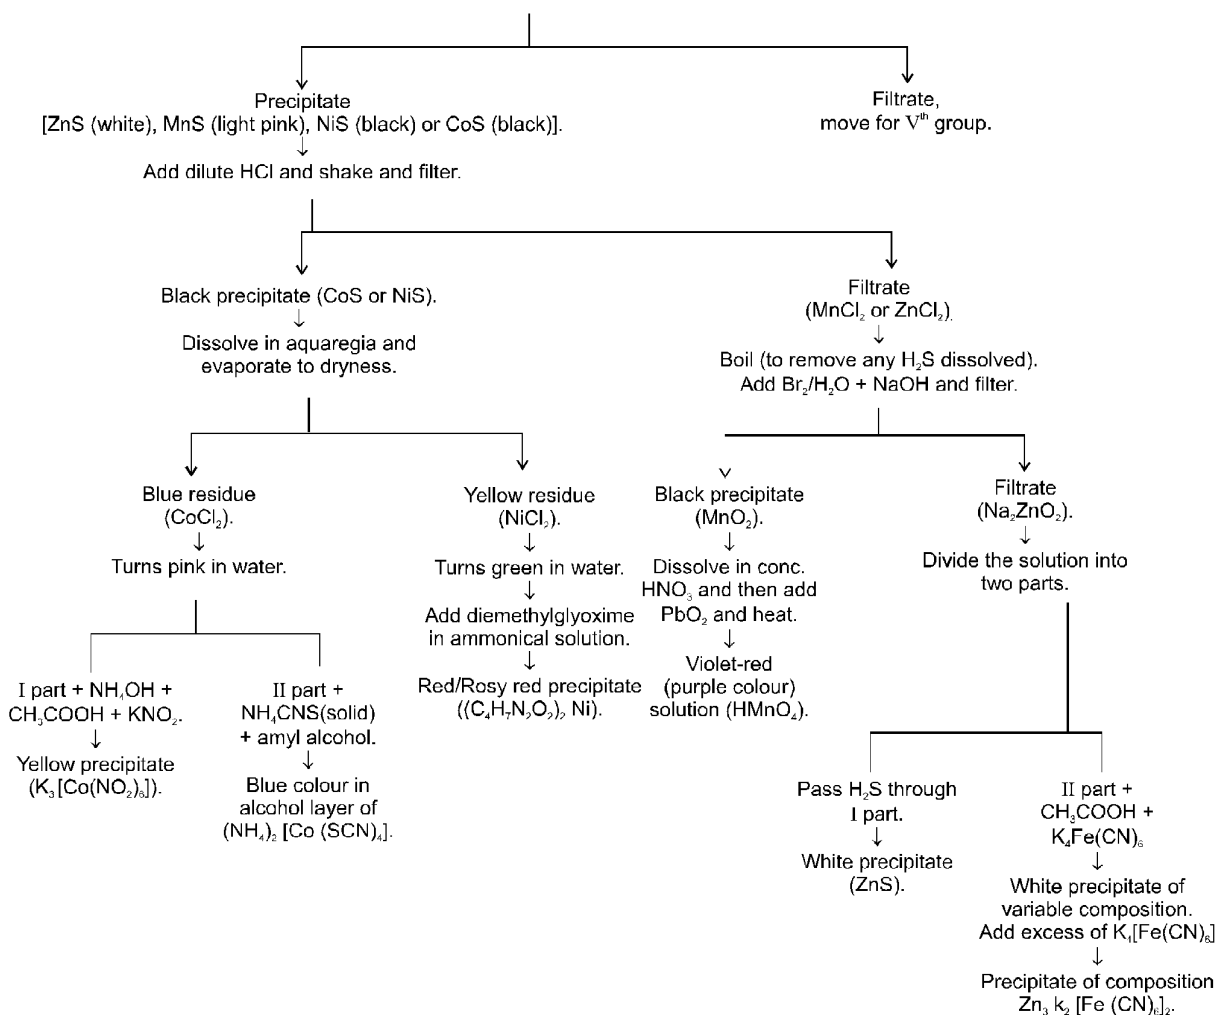 Precipitate
[ZnS (white), MnS (light pink), NiS (black) or CoS (black)].
Filtrate,
move for Vᵗʰ group.
Add dilute HCl and shake and filter.
Black precipitate (CoS or NiS).
Dissolve in aquaregia and
evaporate to dryness.
Filtrate
(MnCl₂ or ZnCl₂).
Boil (to remove any H₂S dissolved).
Add Br₂/H₂O + NaOH and filter.
Blue residue
(CoCl₂).
Turns pink in water.
Yellow residue
(NiCl₂).
Turns green in water.
Add diemethylglyoxime
in ammonical solution.
Red/Rosy red precipitate
((C₄H₇N₂O₂)₂ Ni).
Black precipitate
(MnO₂).
Dissolve in conc.
HNO₃ and then add
PbO₂ and heat.
Violet-red
(purple colour)
solution (HMnO₄).
Filtrate
(Na₂ZnO₂).
Divide the solution into
two parts.
I part + NH₄OH +
CH₃COOH + KNO₂.
Yellow precipitate
(K₃[Co(NO₂)₆]).
II part +
NH₄CNS(solid)
+ amyl alcohol.
Blue colour in
alcohol layer of
(NH₄)₂ [Co (SCN)₄].
Pass H₂S through
I part.
White precipitate
(ZnS).
II part +
CH₃COOH +
K₄Fe(CN)₆
White precipitate of
variable composition.
Add excess of K₄[Fe(CN)₆]
Precipitate of composition
Zn₃ k₂ [Fe (CN)₆]₂.